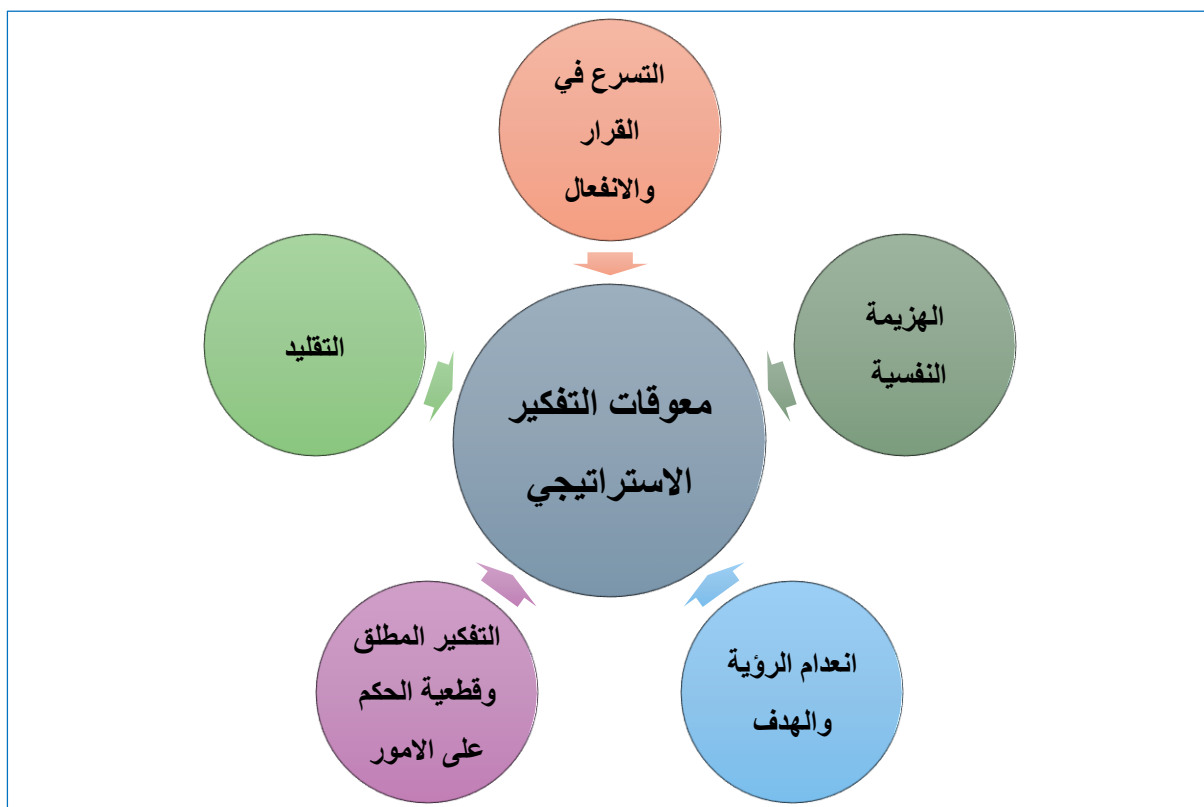 التسرع في
القرار
والانفعال
الهزيمة
النفسية
التقليد
معوقات التفكير
الاستراتيجي
انعدام الرؤية
والهدف
التفكير المطلق
وقطعية الحكم
على الامور